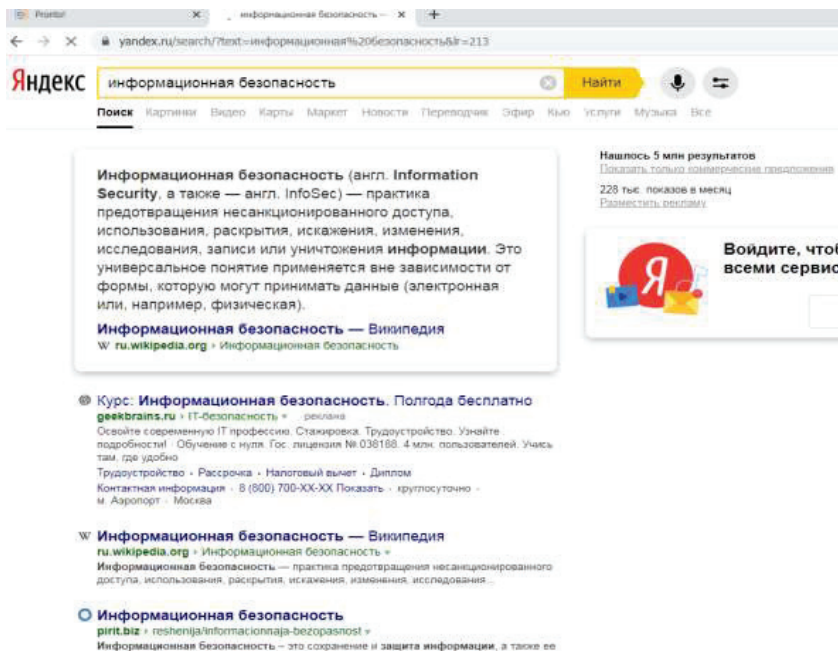 Prontol
информационная безопасность —
yandex.ru/search/?text=информационная%20безопасность&lr=213
Яндекс
информационная безопасность
Найти
Поиск Картинки Видео Карты Маркет Новости Переводчик Эфир Кью Услуги Музыка Все
Информационная безопасность (англ. Information
Security, а также — англ. InfoSec) — практика
предотвращения несанкционированного доступа,
использования, раскрытия, искажения, изменения,
исследования, записи или уничтожения информации. Это
универсальное понятие применяется вне зависимости от
формы, которую могут принимать данные (электронная
или, например, физическая).
Информационная безопасность — Википедия
W ru.wikipedia.org › Информационная безопасность
Нашлось 5 млн результатов
Показать только коммерческие предложения
228 тыс. показов в месяц
Разместить рекламу
Я
Войдите, чтоб
всеми сервис
Курс: Информационная безопасность. Полгода бесплатно
geekbrains.ru › IT-безопасность реклама
Освойте современную IT профессию. Стажировка. Трудоустройство. Узнайте
подробности! · Обучение с нуля. Гос. лицензия № 038188. 4 млн. пользователей. Учись
там, где удобно
Трудоустройство · Рассрочка · Налоговый вычет · Диплом
Контактная информация · 8 (800) 700-XX-XX Показать · круглосуточно ·
м. Аэропорт · Москва
W Информационная безопасность — Википедия
ru.wikipedia.org › Информационная безопасность
Информационная безопасность — практика предотвращения несанкционированного
доступа, использования, раскрытия, искажения, изменения, исследования...
Информационная безопасность
pirit.biz › reshenija/informacionnaja-bezopasnost
Информационная безопасность – это сохранение и защита информации, а также ее